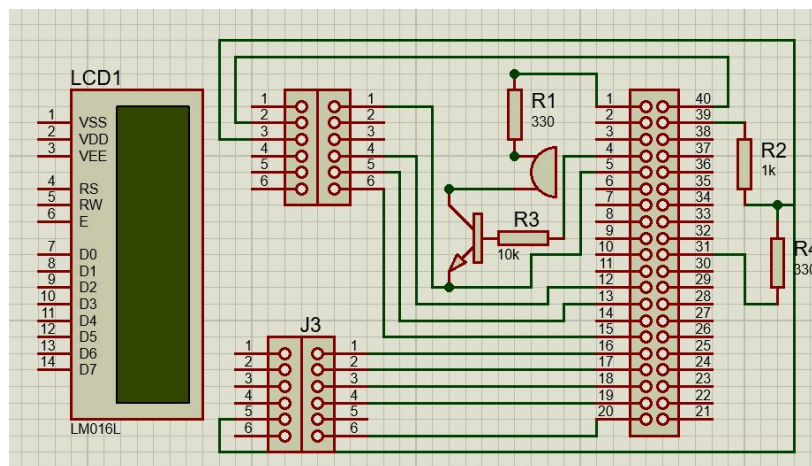 LCD1
1 VSS
2 VDD
3 VEE
4 RS
5 RW
6 E
7 D0
8 D1
9 D2
10 D3
11 D4
12 D5
13 D6
14 D7
LM016L
1 1
2 2
3 3
4 4
5 5
6 6
R1
330
R3
10k
J3
1 1
2 2
3 3
4 4
5 5
6 6
1 40
2 39
3 38
4 37
5 36
6 35
7 34
8 33
9 32
10 31
11 30
12 29
13 28
14 27
15 26
16 25
17 24
18 23
19 22
20 21
R2
1k
R4
330